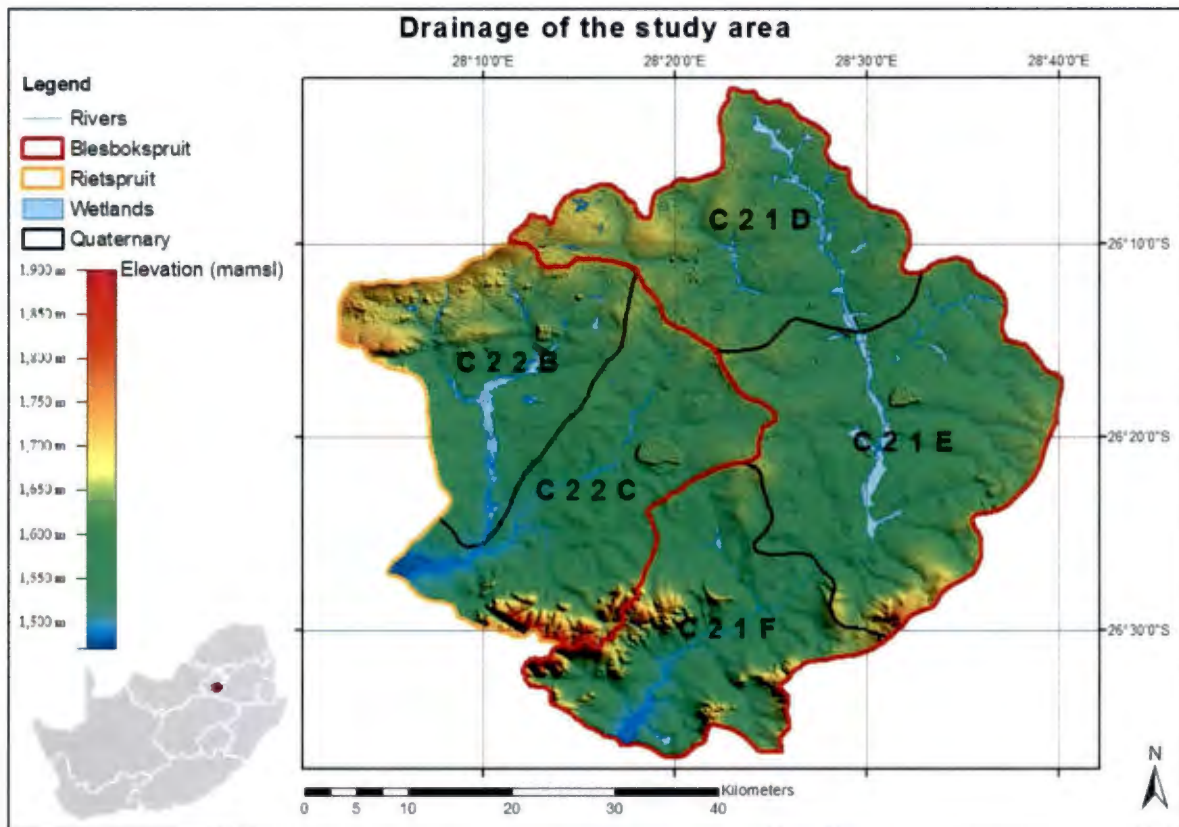 Drainage of the study area
28°10'0"E 28°20'0"E 28°30'0"E 28°40'0"E
Legend
Rivers
Blesbokspruit
Rietspruit
Wetlands
Quaternary
Elevation (mamsl)
1,900 m
1,850 m
1,800 m
1,750 m
1,700 m
1,650 m
1,600 m
1,550 m
1,500 m
C 2 1 D
C 2 2 B
C 2 1 E
C 2 2 C
C 2 1 F
26°10'0"S
26°20'0"S
26°30'0"S
N
Kilometers
0 5 10 20 30 40